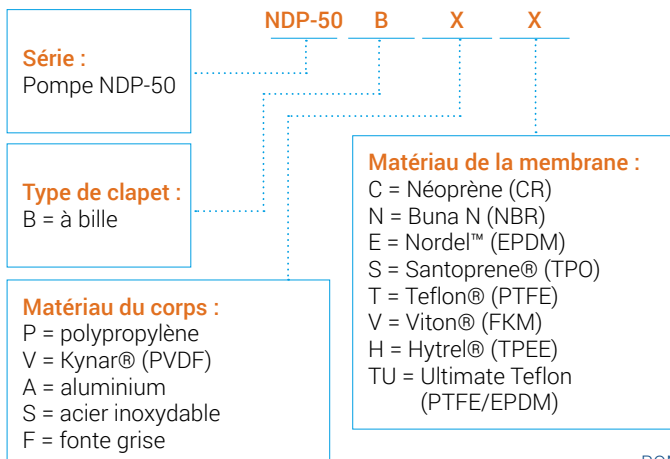 NDP-50 B X X
Série :
Pompe NDP-50
Type de clapet :
B = à bille
Matériau du corps :
P = polypropylène
V = Kynar® (PVDF)
A = aluminium
S = acier inoxydable
F = fonte grise
Matériau de la membrane :
C = Néoprène (CR)
N = Buna N (NBR)
E = Nordel™ (EPDM)
S = Santoprene® (TPO)
T = Teflon® (PTFE)
V = Viton® (FKM)
H = Hytrel® (TPEE)
TU = Ultimate Teflon
(PTFE/EPDM)